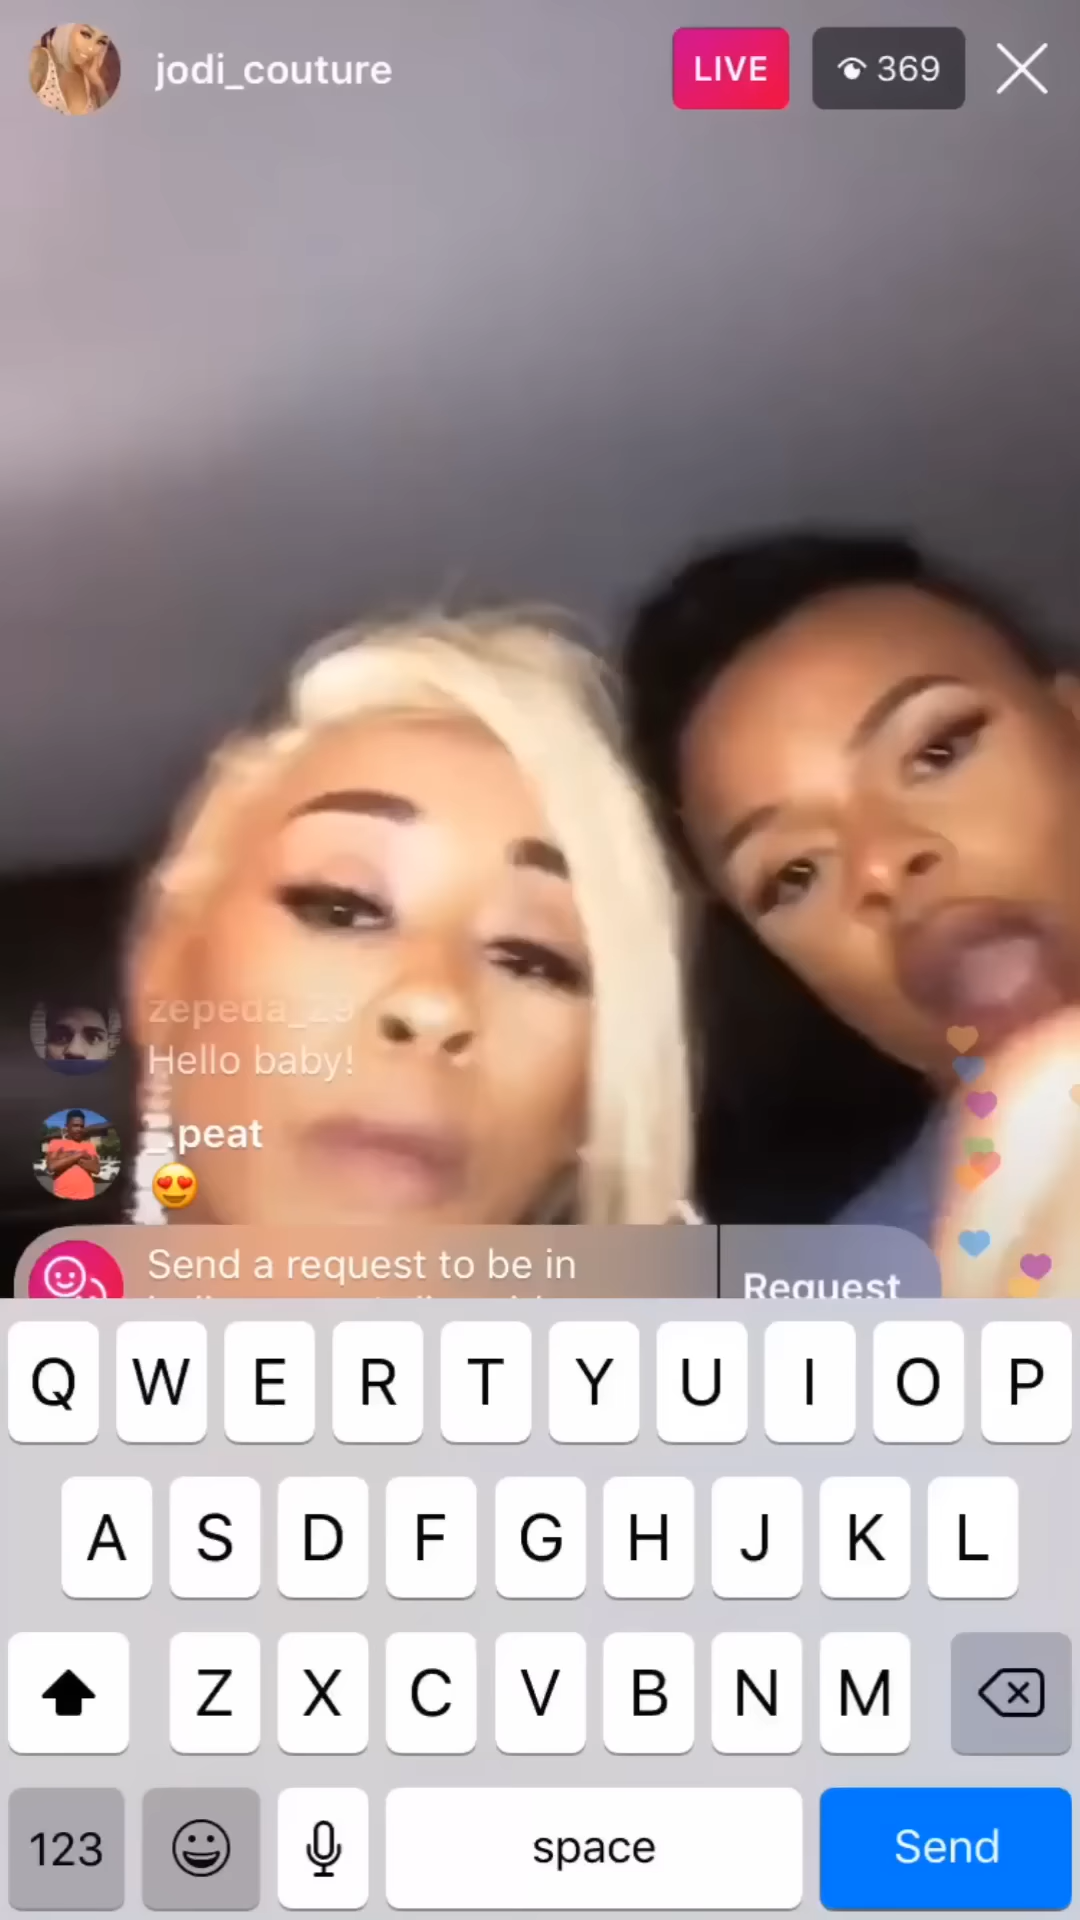 jodi_couture
LIVE
369
Hello baby!
.peat
Send a request to be in
Request
Q W E R T Y U I O P
A S D F G H J K L
Z X C V B N M
123
space
Send